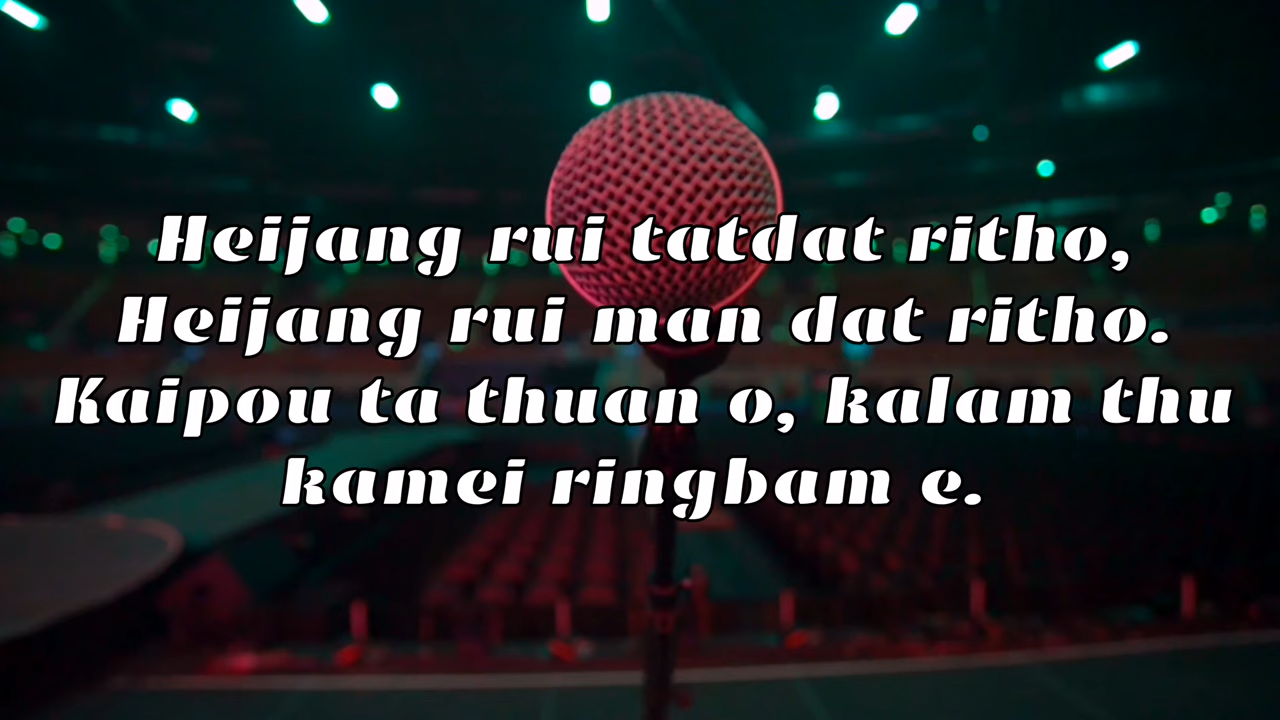 Heijang rui tatdat ritho,
Heijang rui man dat ritho.
Kaipou ta thuan o, kalam thu
kamei ringbam e.